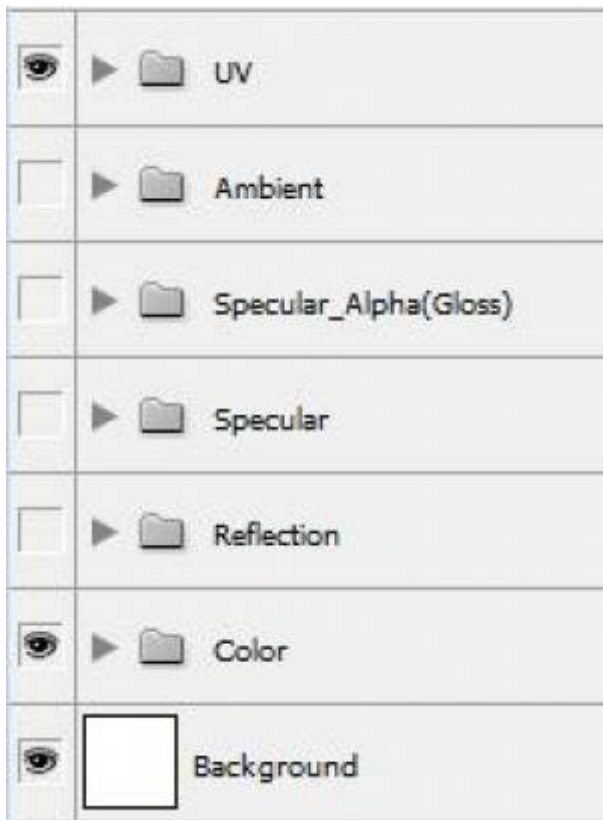 UV
Ambient
Specular_Alpha(Gloss)
Specular
Reflection
Color
Background